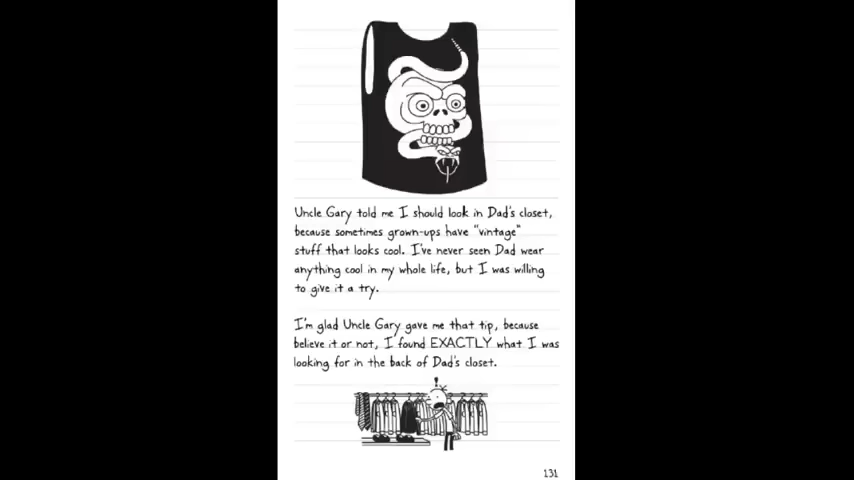 Uncle Gary told me I should look in Dad's closet,
because sometimes grown-ups have "vintage"
stuff that looks cool. I've never seen Dad wear
anything cool in my whole life, but I was willing
to give it a try.
I'm glad Uncle Gary gave me that tip, because
believe it or not, I found EXACTLY what I was
looking for in the back of Dad's closet.
!
131